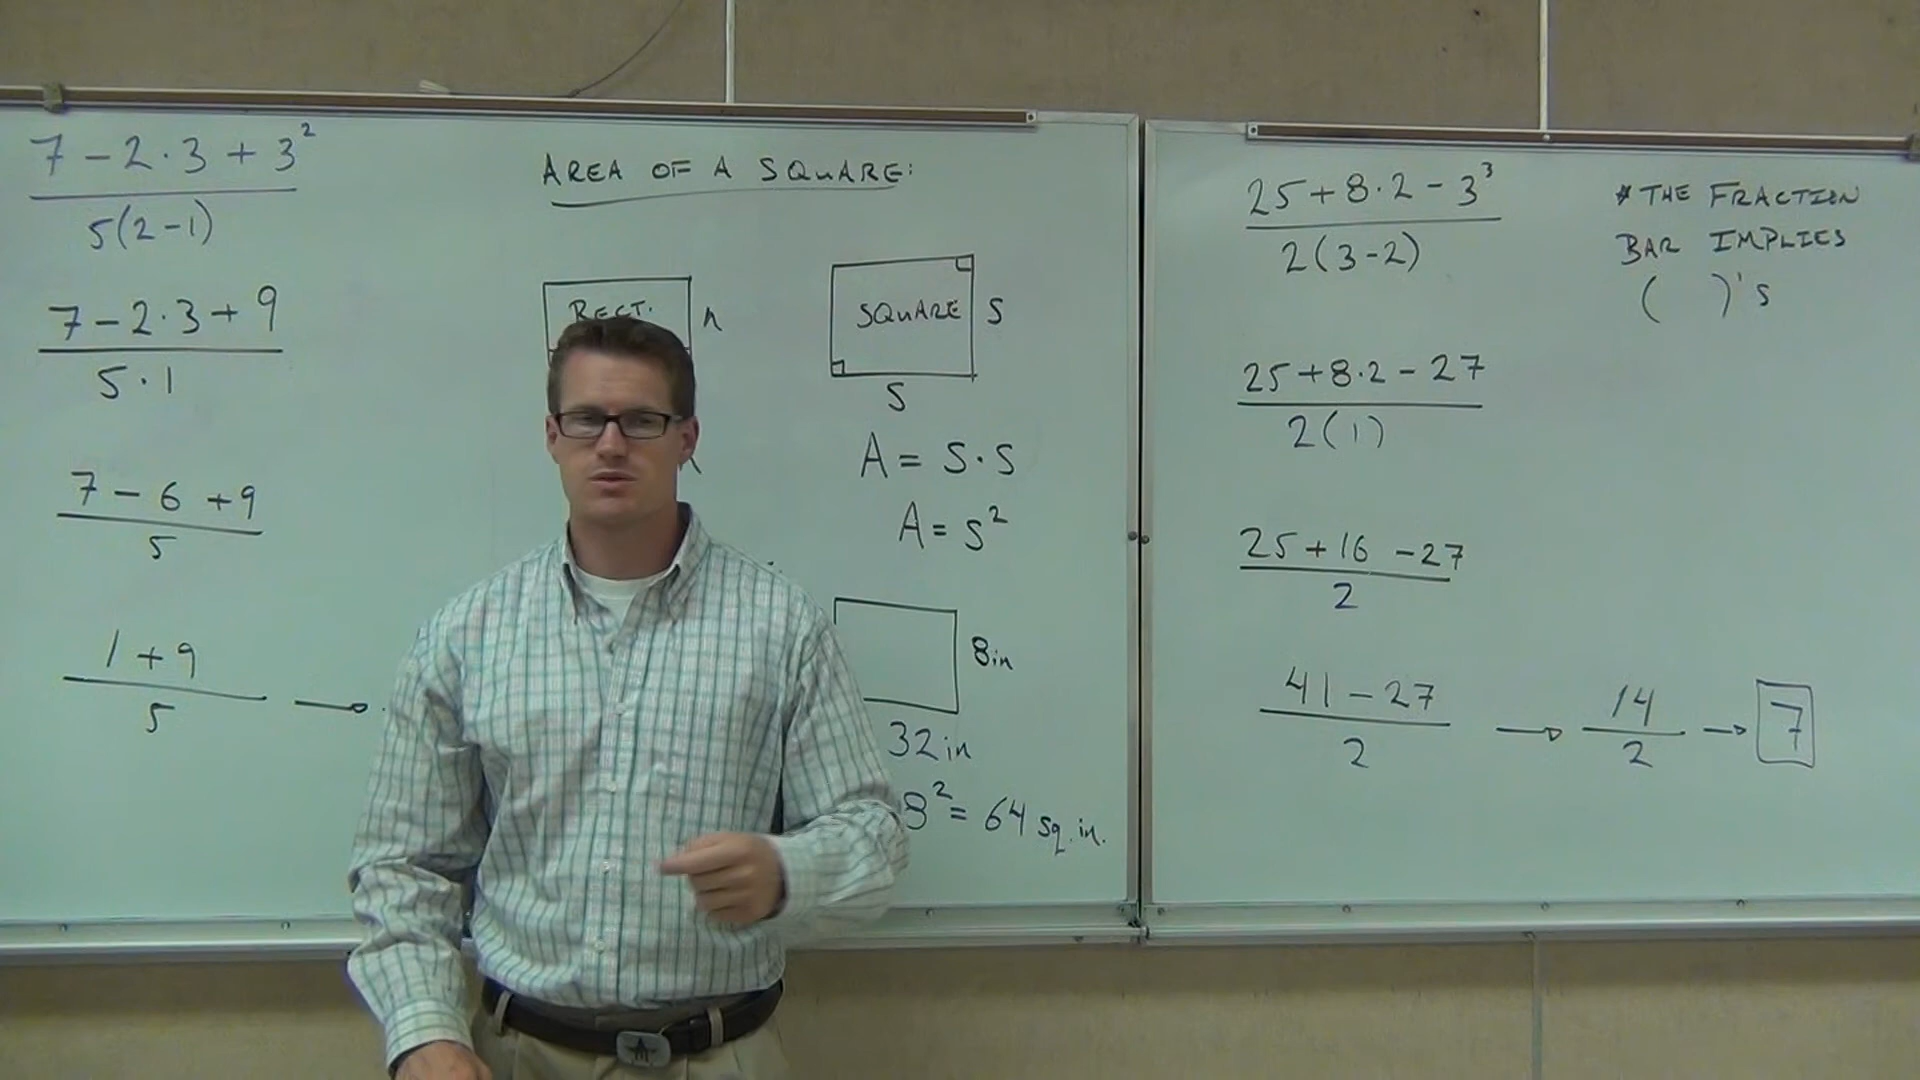 7 - 2 · 3 + 3²
5(2-1)
7 - 2 · 3 + 9
5 · 1
7 - 6 + 9
5
1 + 9
5
AREA OF A SQUARE:
RECT.
SQUARE
S
S
A = S · S
A = S²
8in
32 in
8² = 64 sq. in.
25 + 8 · 2 - 3³
2(3-2)
25 + 8 · 2 - 27
2(1)
25 + 16 - 27
2
41 - 27
2
14
2
7
* THE FRACTION
BAR IMPLIES
( )'s